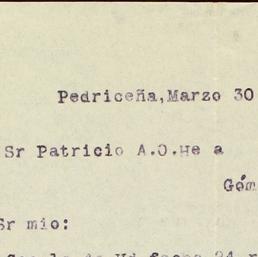 Pedriceña,Marzo 30
Sr Patricio A.O.He a
Góm
Sr mio: